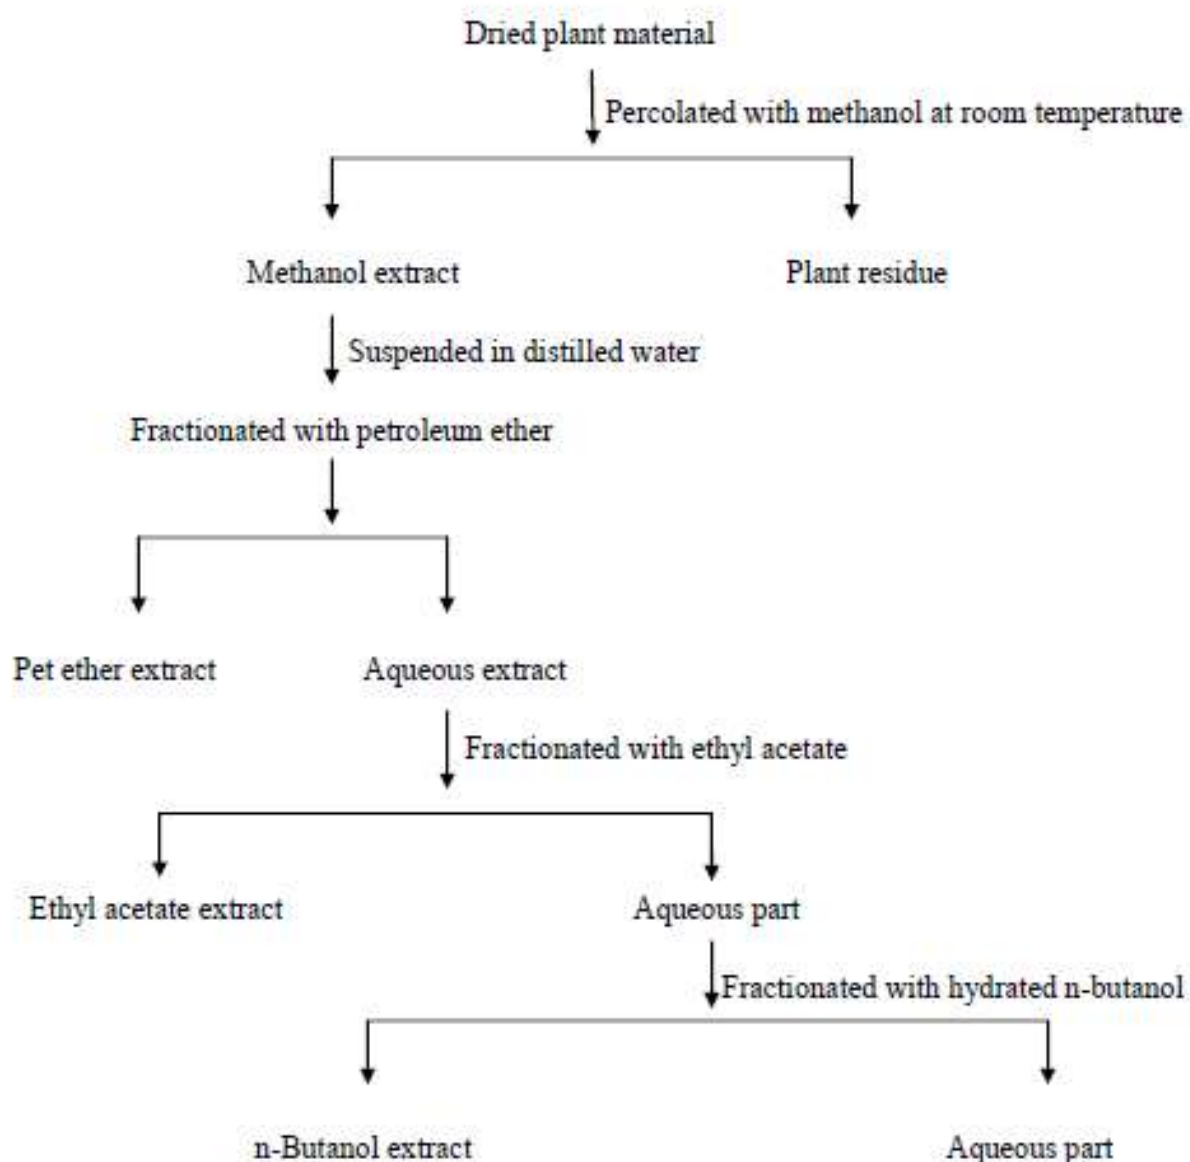 Dried plant material
Percolated with methanol at room temperature
Methanol extract
Plant residue
Suspended in distilled water
Fractionated with petroleum ether
Pet ether extract
Aqueous extract
Fractionated with ethyl acetate
Ethyl acetate extract
Aqueous part
Fractionated with hydrated n-butanol
n-Butanol extract
Aqueous part